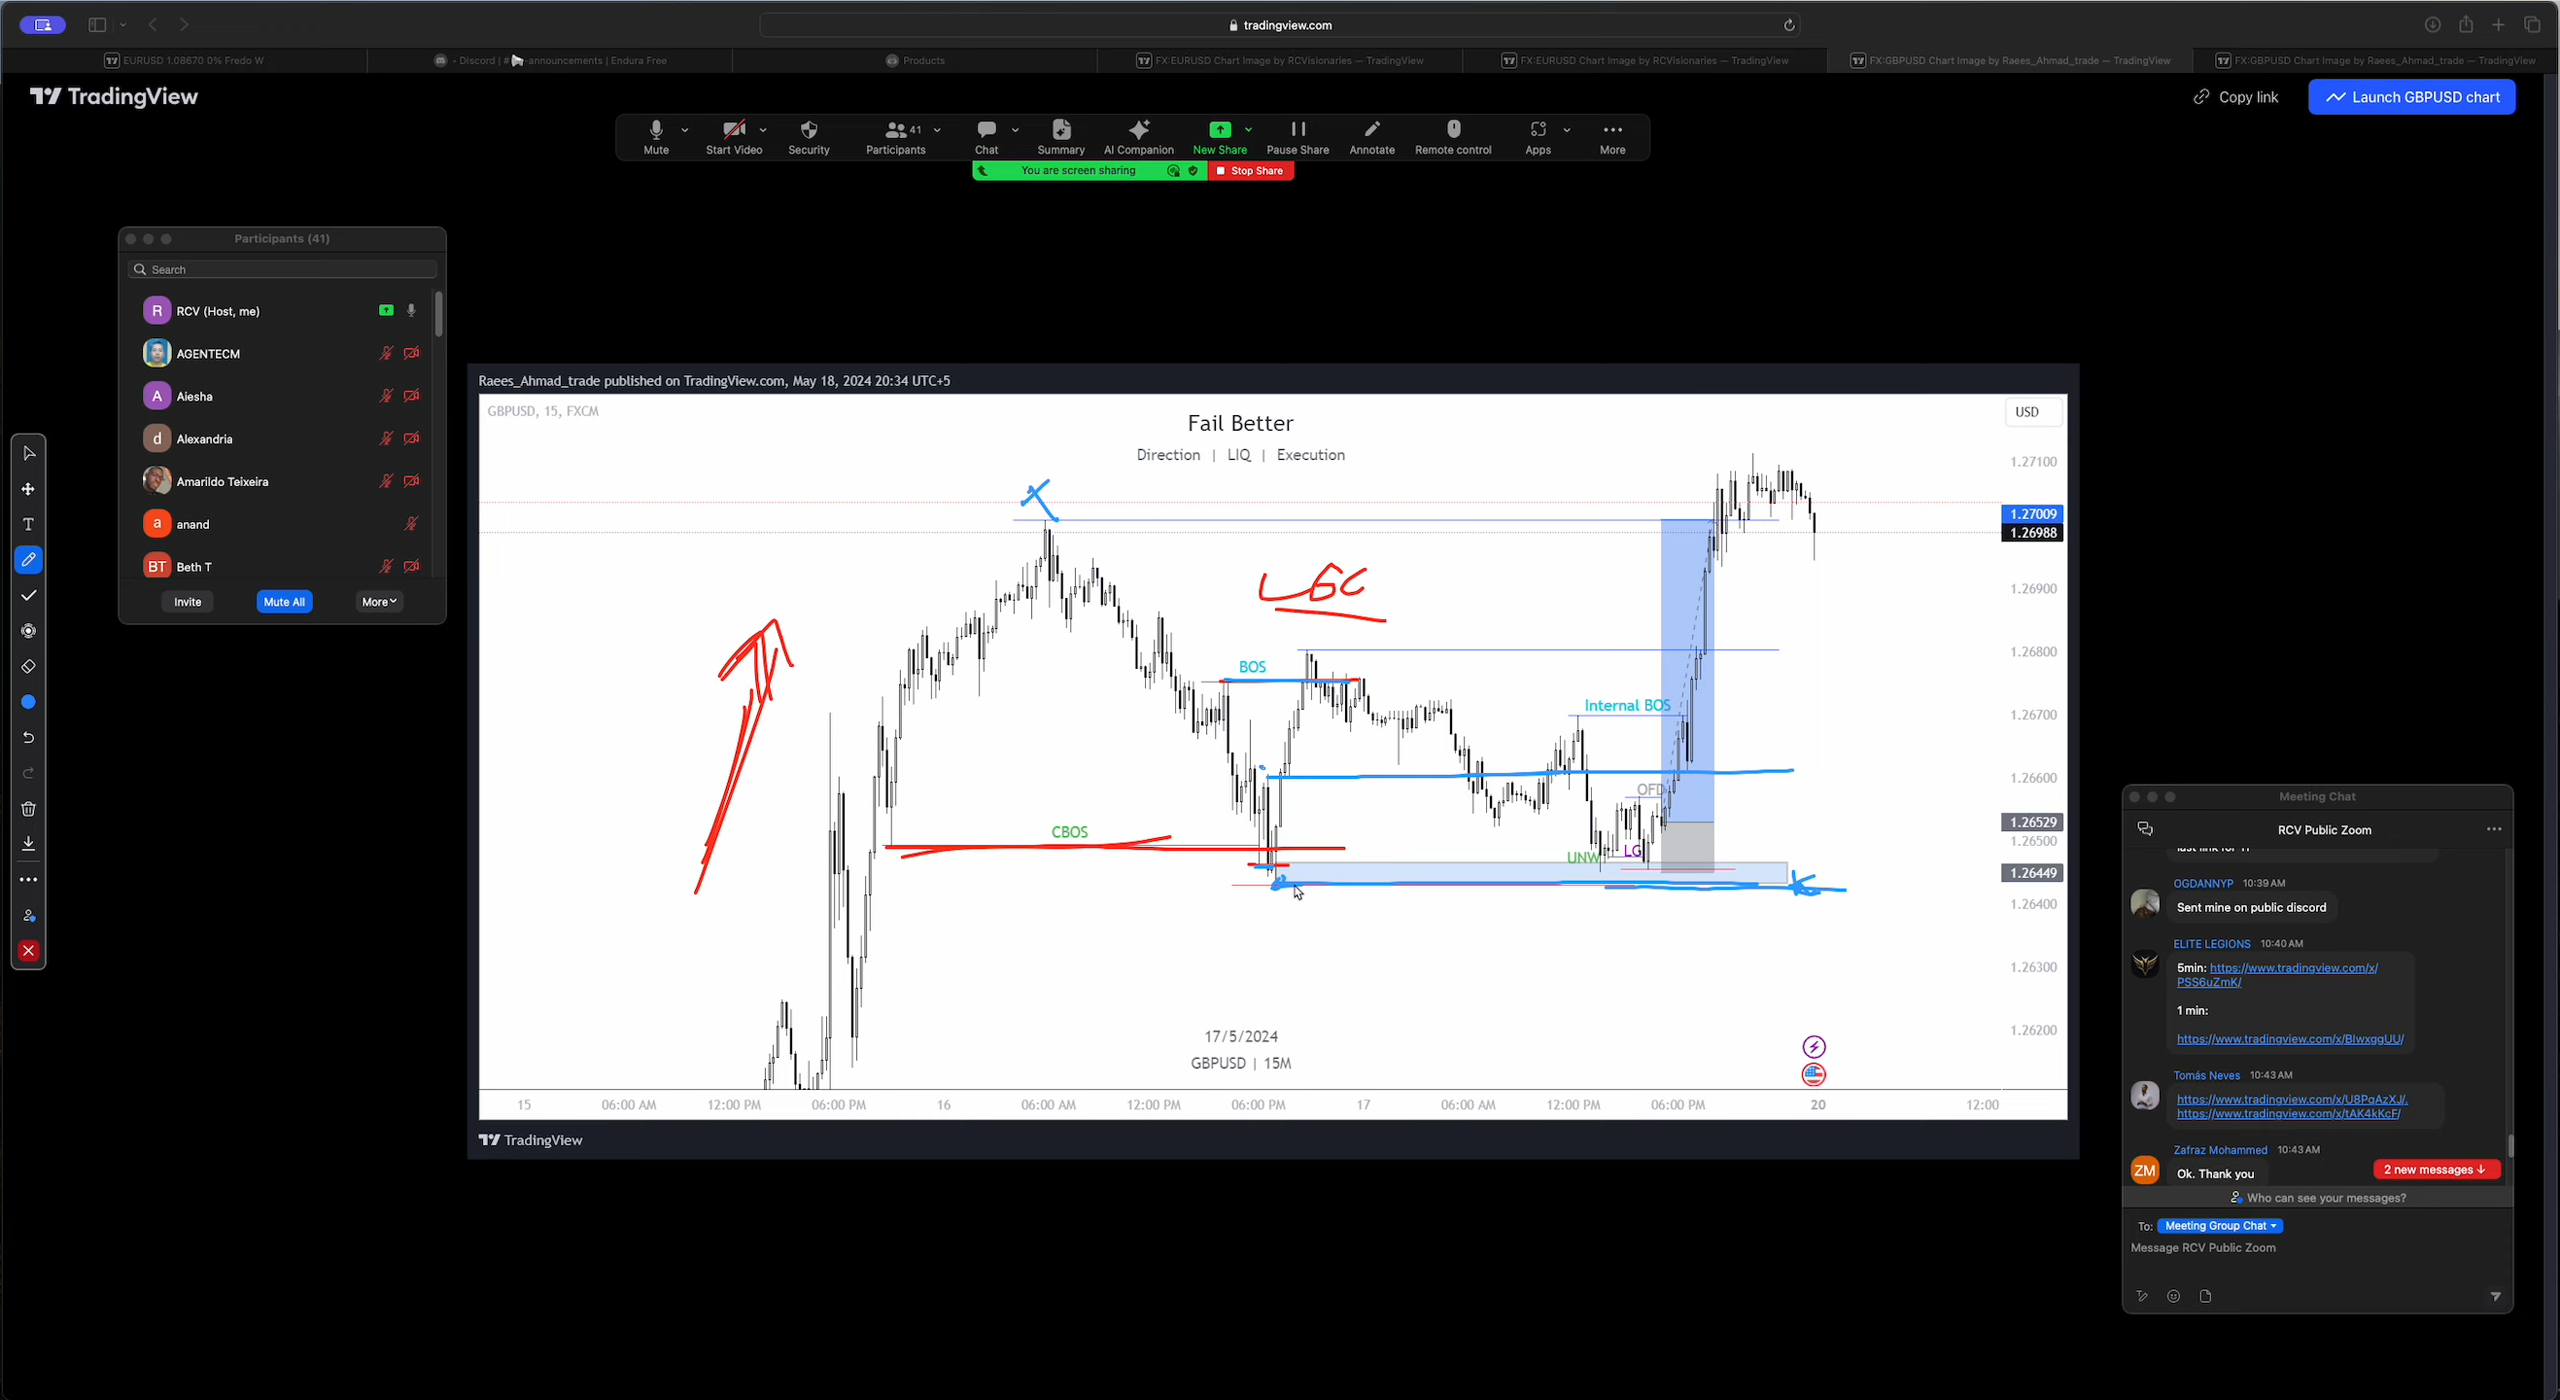 tradingview.com
EURUSD 1.08670 0% Fredo W
- Discord | # -announcements | Endura Free
Products
FX:EURUSD Chart Image by RCVisionaries — TradingView
FX:EURUSD Chart Image by RCVisionaries — TradingView
FX:GBPUSD Chart Image by Raees_Ahmad_trade — TradingView
FX:GBPUSD Chart Image by Raees_Ahmad_trade — TradingView
TradingView
Copy link
Launch GBPUSD chart
41
Mute
Start Video
Security
Participants
Chat
Summary
AI Companion
New Share
Pause Share
Annotate
Remote control
Apps
More
You are screen sharing
Stop Share
Participants (41)
Search
R RCV (Host, me)
AGENTECM
A Aiesha
d Alexandria
Amarildo Teixeira
a anand
BT Beth T
Invite
Mute All
More
Raees_Ahmad_trade published on TradingView.com, May 18, 2024 20:34 UTC+5
GBPUSD, 15, FXCM
Fail Better
Direction | LIQ | Execution
USD
1.27100
1.27009
1.26988
1.26900
1.26800
1.26700
1.26600
1.26529
1.26500
1.26449
1.26400
1.26300
1.26200
BOS
Internal BOS
OFD
CBOS
UNW
LG
17/5/2024
GBPUSD | 15M
15
06:00 AM
12:00 PM
06:00 PM
16
06:00 AM
12:00 PM
06:00 PM
17
06:00 AM
12:00 PM
06:00 PM
20
12:00
TradingView
Meeting Chat
RCV Public Zoom
OGDANNYP 10:39 AM
Sent mine on public discord
ELITE LEGIONS 10:40 AM
5min: https://www.tradingview.com/x/
PSS6uZmK/
1 min:
https://www.tradingview.com/x/BIwxggUU/
Tomás Neves 10:43 AM
https://www.tradingview.com/x/U8PqAzXJ/,
https://www.tradingview.com/x/tAK4kKcF/
Zafraz Mohammed 10:43 AM
ZM
Ok. Thank you
2 new messages
Who can see your messages?
To: Meeting Group Chat
Message RCV Public Zoom